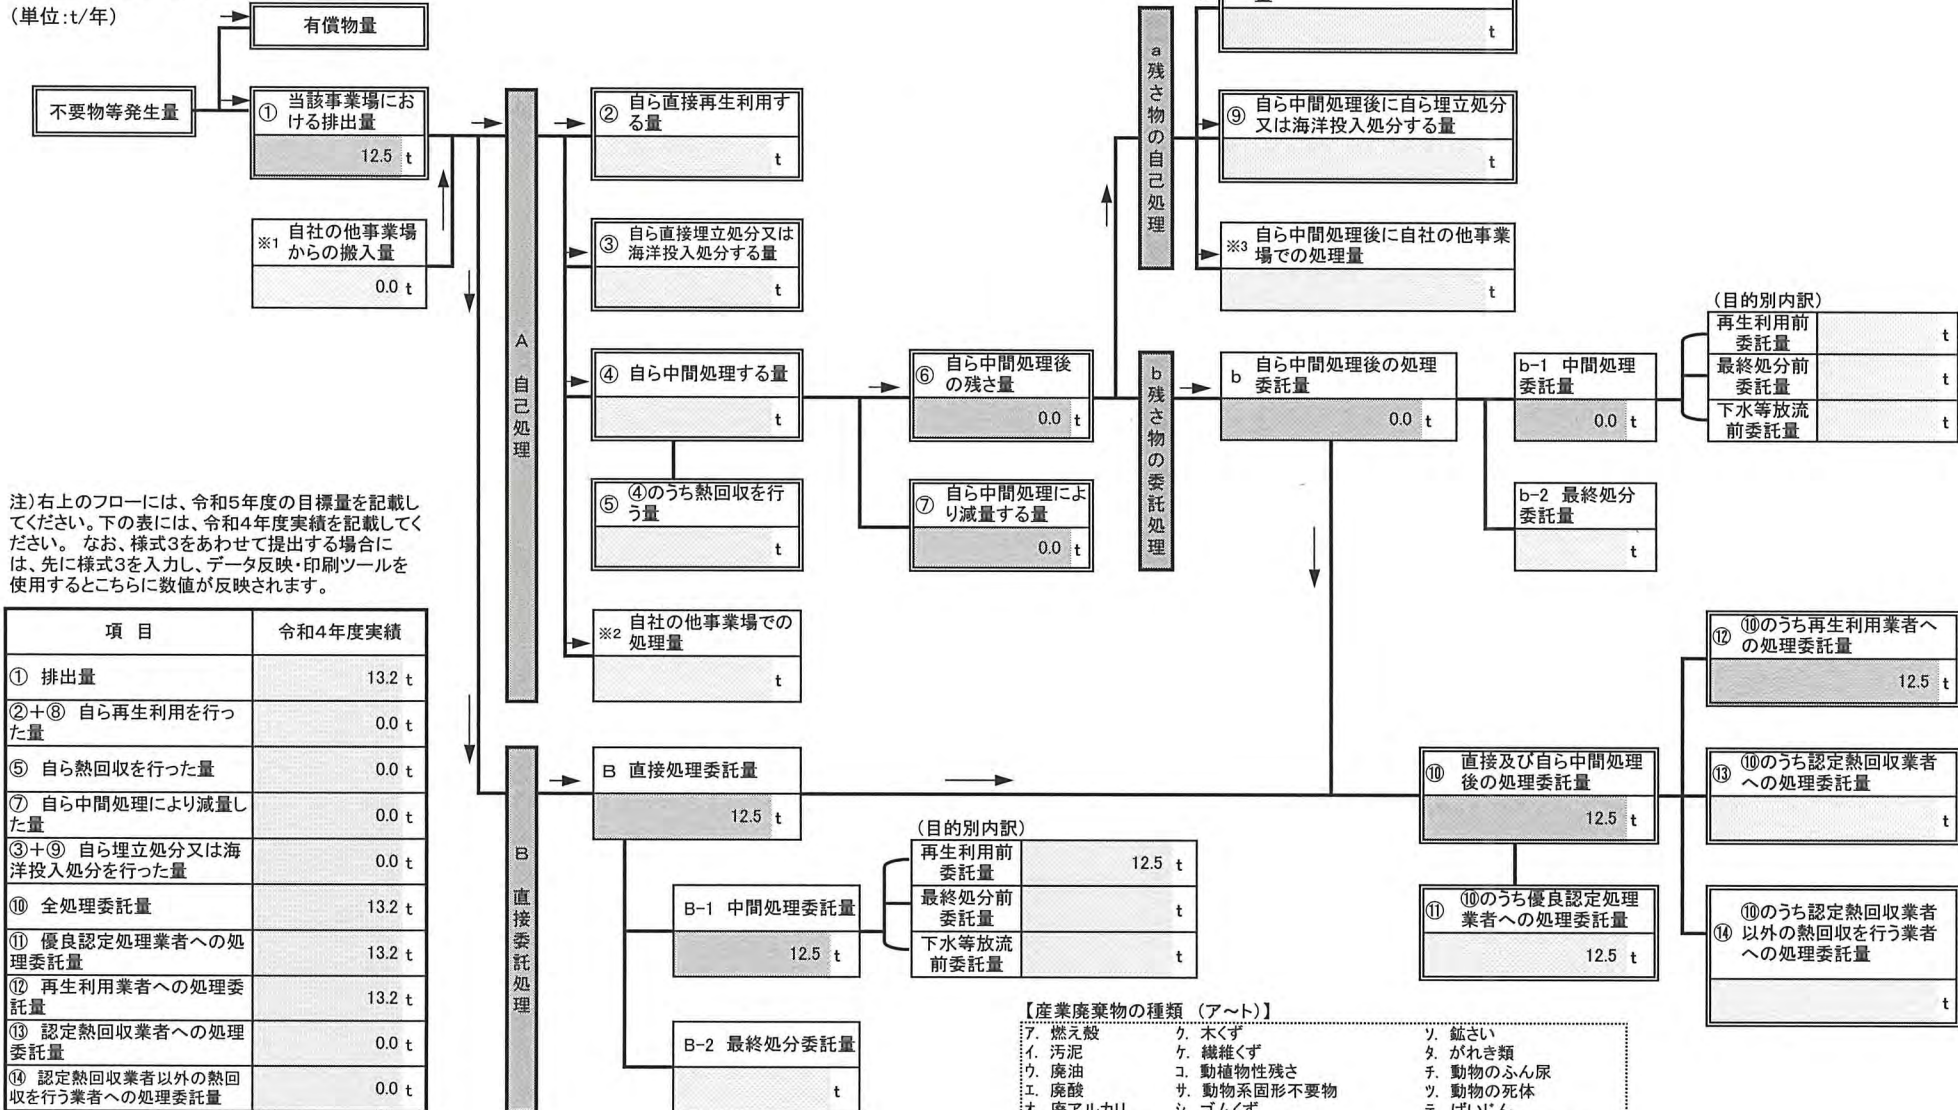 (単位:t/年)
有償物量
不要物等発生量
① 当該事業場にお
ける排出量
12.5 t
※1 自社の他事業場
からの搬入量
0.0 t
A 自己処理
② 自ら直接再生利用す
る量
t
③ 自ら直接埋立処分又は
海洋投入処分する量
t
④ 自ら中間処理する量
t
⑤ ④のうち熱回収を行
う量
t
※2 自社の他事業場での
処理量
t
⑥ 自ら中間処理後
の残さ量
0.0 t
⑦ 自ら中間処理によ
り減量する量
0.0 t
a 残さ物の自己処理
t
⑨ 自ら中間処理後に自ら埋立処分
又は海洋投入処分する量
t
※3 自ら中間処理後に自社の他事業
場での処理量
t
b 残さ物の委託処理
b 自ら中間処理後の処理
委託量
0.0 t
b-1 中間処理
委託量
0.0 t
(目的別内訳)
再生利用前
委託量
t
最終処分前
委託量
t
下水等放流
前委託量
t
b-2 最終処分
委託量
t
注)右上のフローには、令和5年度の目標量を記載し
てください。下の表には、令和4年度実績を記載してく
ださい。 なお、様式3をあわせて提出する場合に
は、先に様式3を入力し、データ反映・印刷ツールを
使用するとこちらに数値が反映されます。
項 目 令和4年度実績
① 排出量 13.2 t
②+⑧ 自ら再生利用を行っ
た量 0.0 t
⑤ 自ら熱回収を行った量 0.0 t
⑦ 自ら中間処理により減量し
た量 0.0 t
③+⑨ 自ら埋立処分又は海
洋投入処分を行った量 0.0 t
⑩ 全処理委託量 13.2 t
⑪ 優良認定処理業者への処
理委託量 13.2 t
⑫ 再生利用業者への処理委
託量 13.2 t
⑬ 認定熱回収業者への処理
委託量 0.0 t
⑭ 認定熱回収業者以外の熱回
収を行う業者への処理委託量 0.0 t
B 直接委託処理
B 直接処理委託量
12.5 t
B-1 中間処理委託量
12.5 t
(目的別内訳)
再生利用前
委託量
12.5 t
最終処分前
委託量
t
下水等放流
前委託量
t
B-2 最終処分委託量
t
⑩ 直接及び自ら中間処理
後の処理委託量
12.5 t
⑪ ⑩のうち優良認定処理
業者への処理委託量
12.5 t
⑫ ⑩のうち再生利用業者へ
の処理委託量
12.5 t
⑬ ⑩のうち認定熱回収業者
への処理委託量
t
⑭ ⑩のうち認定熱回収業者
以外の熱回収を行う業者
への処理委託量
t
【産業廃棄物の種類 (ア~ト)】
ア. 燃え殻 ク. 木くず ソ. 鉱さい
イ. 汚泥 ケ. 繊維くず タ. がれき類
ウ. 廃油 コ. 動植物性残さ チ. 動物のふん尿
エ. 廃酸 サ. 動物系固形不要物 ツ. 動物の死体
オ. 廃アルカリ シ. ゴムくず テ. ばいじん